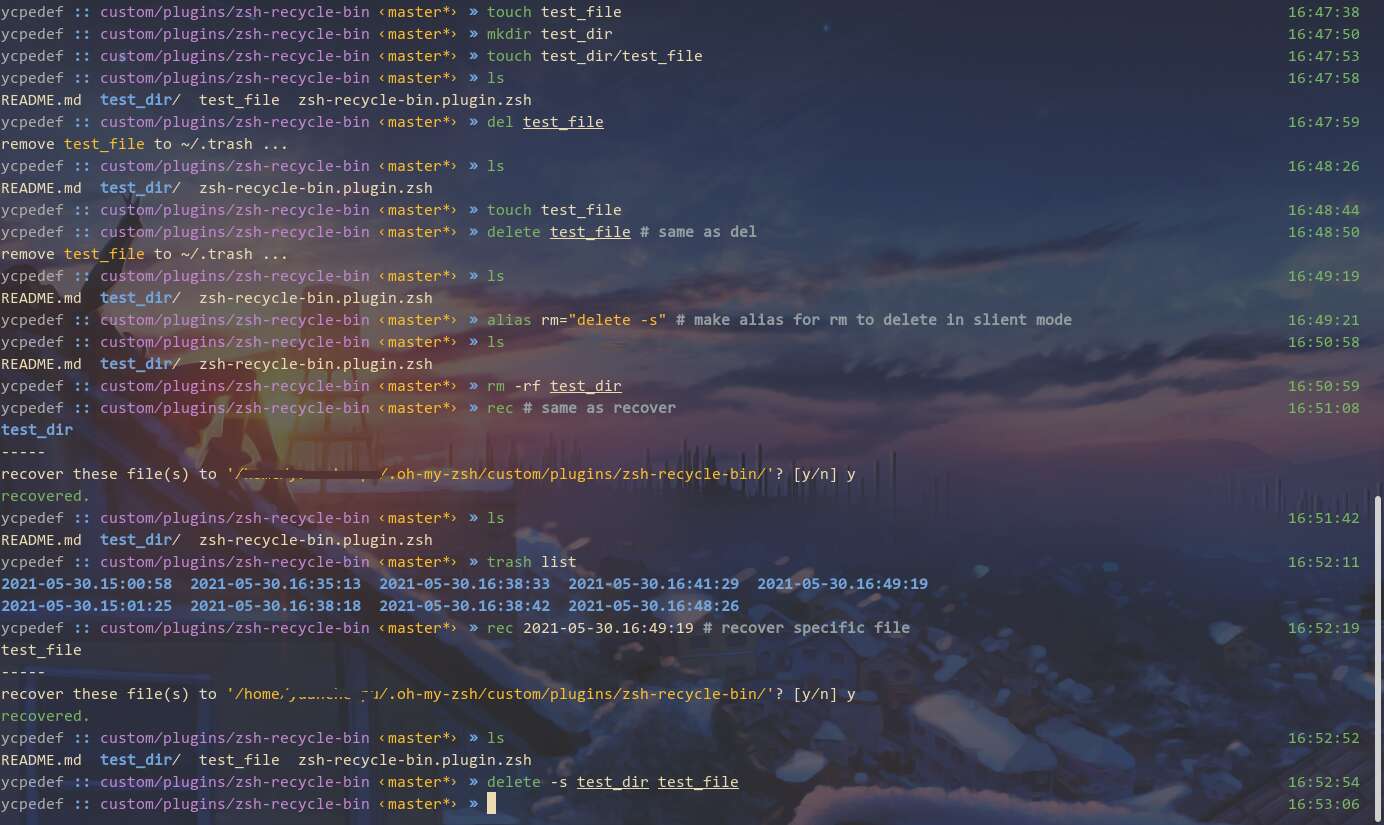 ycpedef :: custom/plugins/zsh-recycle-bin ‹master*› » touch test_file 16:47:38
ycpedef :: custom/plugins/zsh-recycle-bin ‹master*› » mkdir test_dir 16:47:50
ycpedef :: custom/plugins/zsh-recycle-bin ‹master*› » touch test_dir/test_file 16:47:53
ycpedef :: custom/plugins/zsh-recycle-bin ‹master*› » ls 16:47:58
README.md test_dir/ test_file zsh-recycle-bin.plugin.zsh
ycpedef :: custom/plugins/zsh-recycle-bin ‹master*› » del test_file 16:47:59
remove test_file to ~/.trash ...
ycpedef :: custom/plugins/zsh-recycle-bin ‹master*› » ls 16:48:26
README.md test_dir/ zsh-recycle-bin.plugin.zsh
ycpedef :: custom/plugins/zsh-recycle-bin ‹master*› » touch test_file 16:48:44
ycpedef :: custom/plugins/zsh-recycle-bin ‹master*› » delete test_file # same as del 16:48:50
remove test_file to ~/.trash ...
ycpedef :: custom/plugins/zsh-recycle-bin ‹master*› » ls 16:49:19
README.md test_dir/ zsh-recycle-bin.plugin.zsh
ycpedef :: custom/plugins/zsh-recycle-bin ‹master*› » alias rm="delete -s" # make alias for rm to delete in slient mode 16:49:21
ycpedef :: custom/plugins/zsh-recycle-bin ‹master*› » ls 16:50:58
README.md test_dir/ zsh-recycle-bin.plugin.zsh
ycpedef :: custom/plugins/zsh-recycle-bin ‹master*› » rm -rf test_dir 16:50:59
ycpedef :: custom/plugins/zsh-recycle-bin ‹master*› » rec # same as recover 16:51:08
test_dir
-----
recover these file(s) to '/ /.oh-my-zsh/custom/plugins/zsh-recycle-bin/'? [y/n] y
recovered.
ycpedef :: custom/plugins/zsh-recycle-bin ‹master*› » ls 16:51:42
README.md test_dir/ zsh-recycle-bin.plugin.zsh
ycpedef :: custom/plugins/zsh-recycle-bin ‹master*› » trash list 16:52:11
2021-05-30.15:00:58 2021-05-30.16:35:13 2021-05-30.16:38:33 2021-05-30.16:41:29 2021-05-30.16:49:19
2021-05-30.15:01:25 2021-05-30.16:38:18 2021-05-30.16:38:42 2021-05-30.16:48:26
ycpedef :: custom/plugins/zsh-recycle-bin ‹master*› » rec 2021-05-30.16:49:19 # recover specific file 16:52:19
test_file
-----
recover these file(s) to '/home/ /.oh-my-zsh/custom/plugins/zsh-recycle-bin/'? [y/n] y
recovered.
ycpedef :: custom/plugins/zsh-recycle-bin ‹master*› » ls 16:52:52
README.md test_dir/ test_file zsh-recycle-bin.plugin.zsh
ycpedef :: custom/plugins/zsh-recycle-bin ‹master*› » delete -s test_dir test_file 16:52:54
ycpedef :: custom/plugins/zsh-recycle-bin ‹master*› » 16:53:06